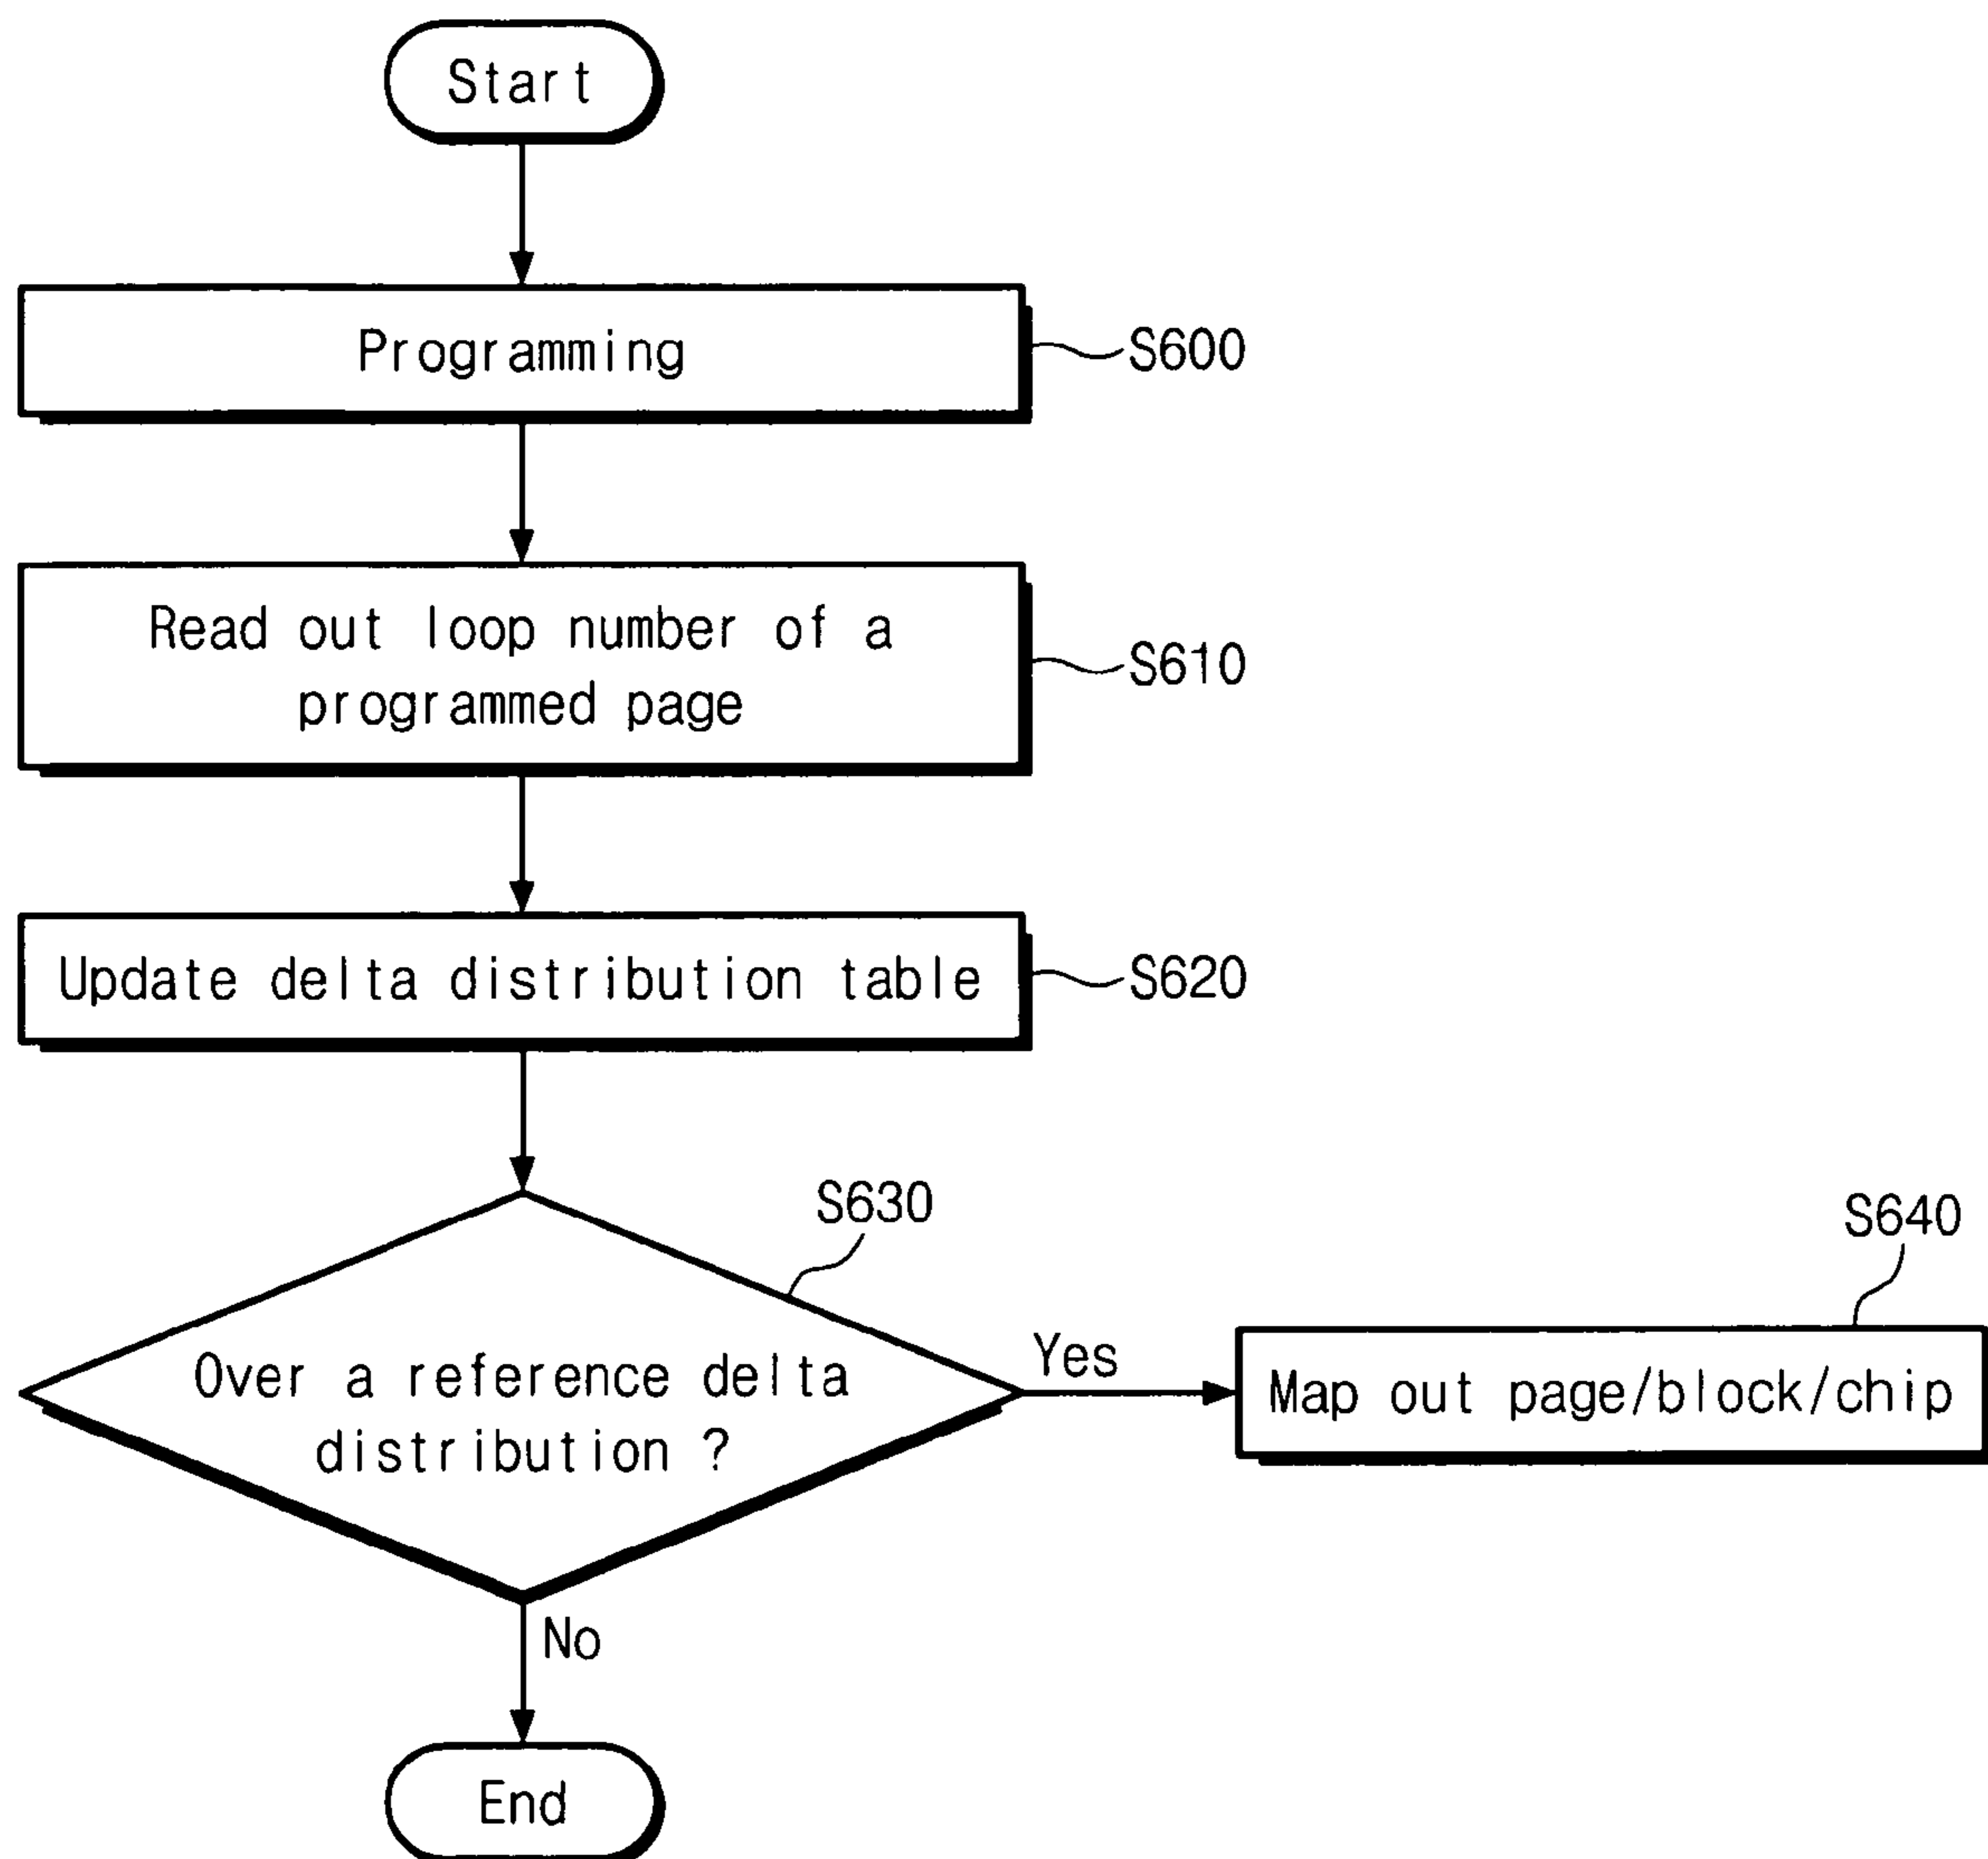 Start
Programming
S600
Read out loop number of a
programmed page
S610
Update delta distribution table
S620
S630
Over a reference delta
distribution ?
Yes
S640
Map out page/block/chip
No
End